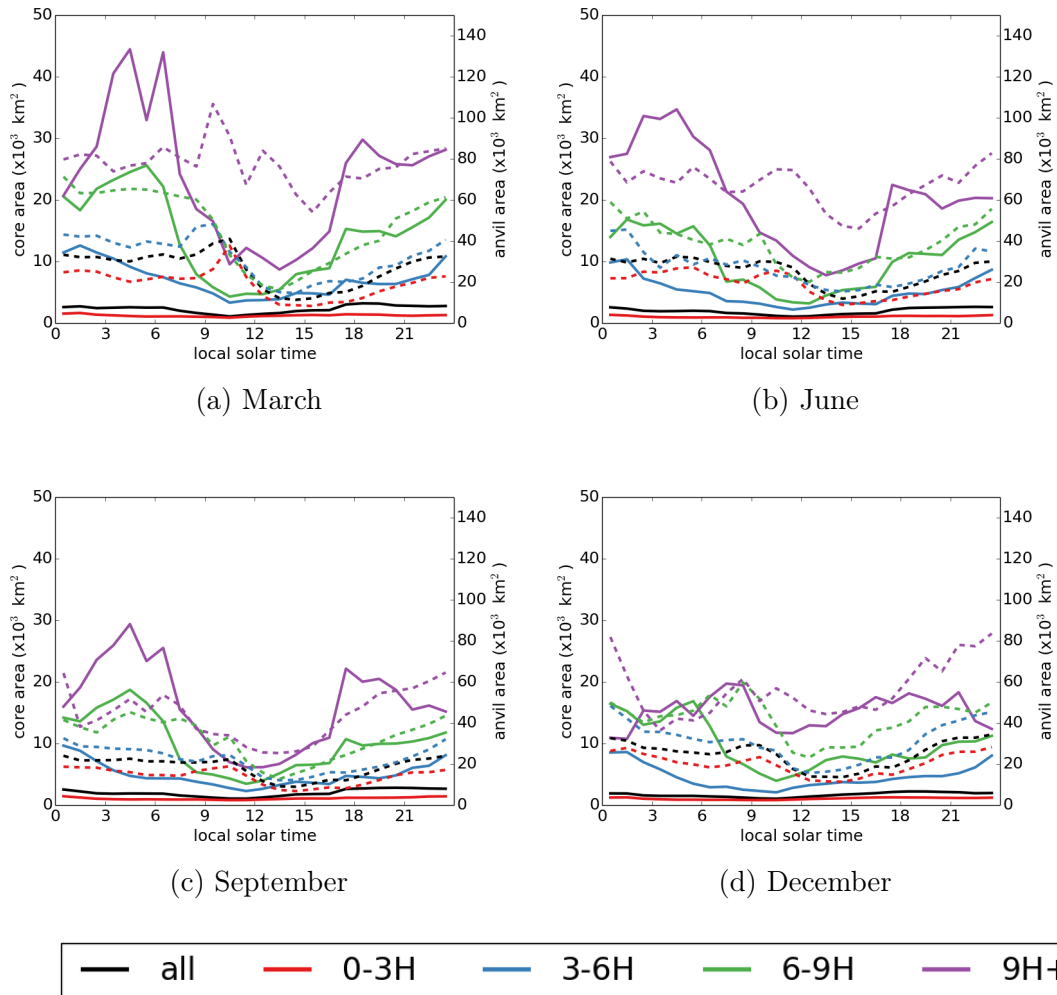 50
40
30
20
10
0
core area (x10³ km²)
140
120
100
80
60
40
20
0
anvil area (x10³ km²)
0 3 6 9 12 15 18 21
local solar time
(a) March
50
40
30
20
10
0
core area (x10³ km²)
140
120
100
80
60
40
20
0
anvil area (x10³ km²)
0 3 6 9 12 15 18 21
local solar time
(b) June
50
40
30
20
10
0
core area (x10³ km²)
140
120
100
80
60
40
20
0
anvil area (x10³ km²)
0 3 6 9 12 15 18 21
local solar time
(c) September
50
40
30
20
10
0
core area (x10³ km²)
140
120
100
80
60
40
20
0
anvil area (x10³ km²)
0 3 6 9 12 15 18 21
local solar time
(d) December
all 0-3H 3-6H 6-9H 9H+